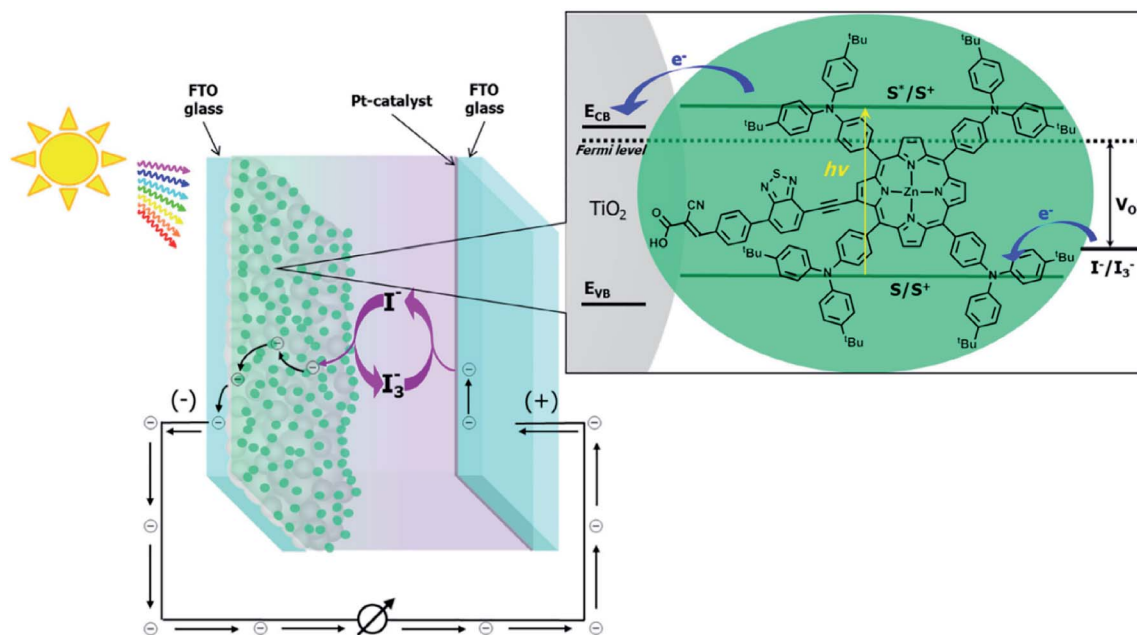 FTO
glass
Pt-catalyst
FTO
glass
I⁻
I₃⁻
(-)
(+)
e⁻
E_CB
Fermi level
TiO₂
E_VB
S*/S⁺
hν
S/S⁺
e⁻
V_O
I⁻/I₃⁻
ᵗBu
ᵗBu
ᵗBu
ᵗBu
N
N
S
N
N
CN
O
HO
N
N
Zn
N
N
ᵗBu
ᵗBu
N
N
ᵗBu
ᵗBu